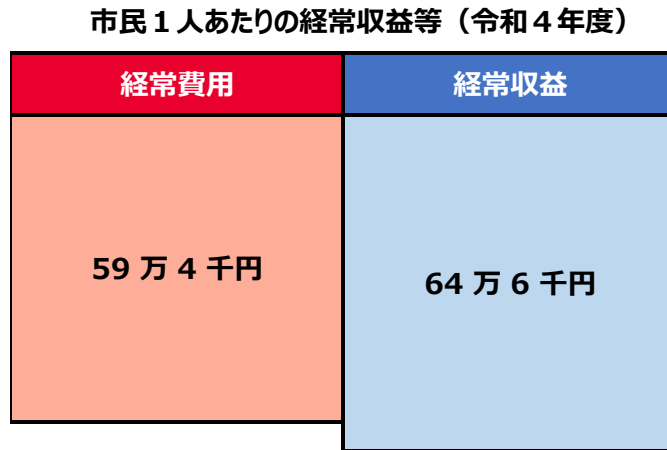 市民１人あたりの経常収益等（令和４年度）
経常費用
経常収益
59 万 4 千円
64 万 6 千円